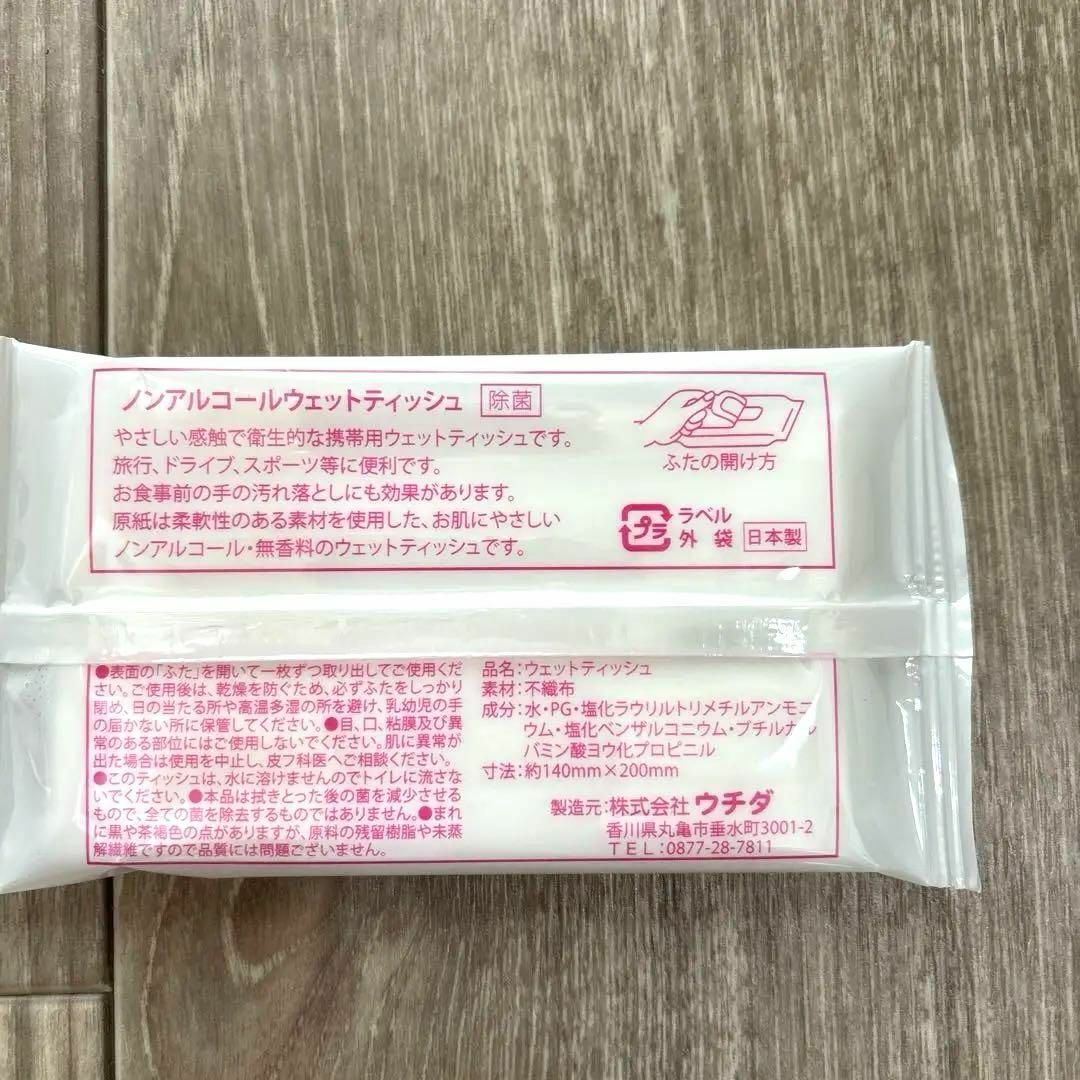 ノンアルコールウェットティッシュ 除菌
やさしい感触で衛生的な携帯用ウェットティッシュです。
旅行、ドライブ、スポーツ等に便利です。
お食事前の手の汚れ落としにも効果があります。
原紙は柔軟性のある素材を使用した、お肌にやさしい
ノンアルコール・無香料のウェットティッシュです。
ふたの開け方
プラ
ラベル
外 袋
日本製
●表面の「ふた」を開いて一枚ずつ取り出してご使用くだ
さい。ご使用後は、乾燥を防ぐため、必ずふたをしっかり
閉め、日の当たる所や高温多湿の所を避け、乳幼児の手
の届かない所に保管してください。●目、口、粘膜及び異
常のある部位にはご使用しないでください。肌に異常が
出た場合は使用を中止し、皮フ科医へご相談ください。
●このティッシュは、水に溶けませんのでトイレに流さな
いでください。●本品は拭きとった後の菌を減少させる
もので、全ての菌を除去するものではありません。●まれ
に黒や茶褐色の点がありますが、原料の残留樹脂や未蒸
解繊維ですので品質には問題ございません。
品名：ウェットティッシュ
素材：不織布
成分：水・PG・塩化ラウリルトリメチルアンモニ
ウム・塩化ベンザルコニウム・ブチルカル
バミン酸ヨウ化プロピニル
寸法：約140mm×200mm
製造元：株式会社 ウチダ
香川県丸亀市垂水町3001-2
TEL：0877-28-7811